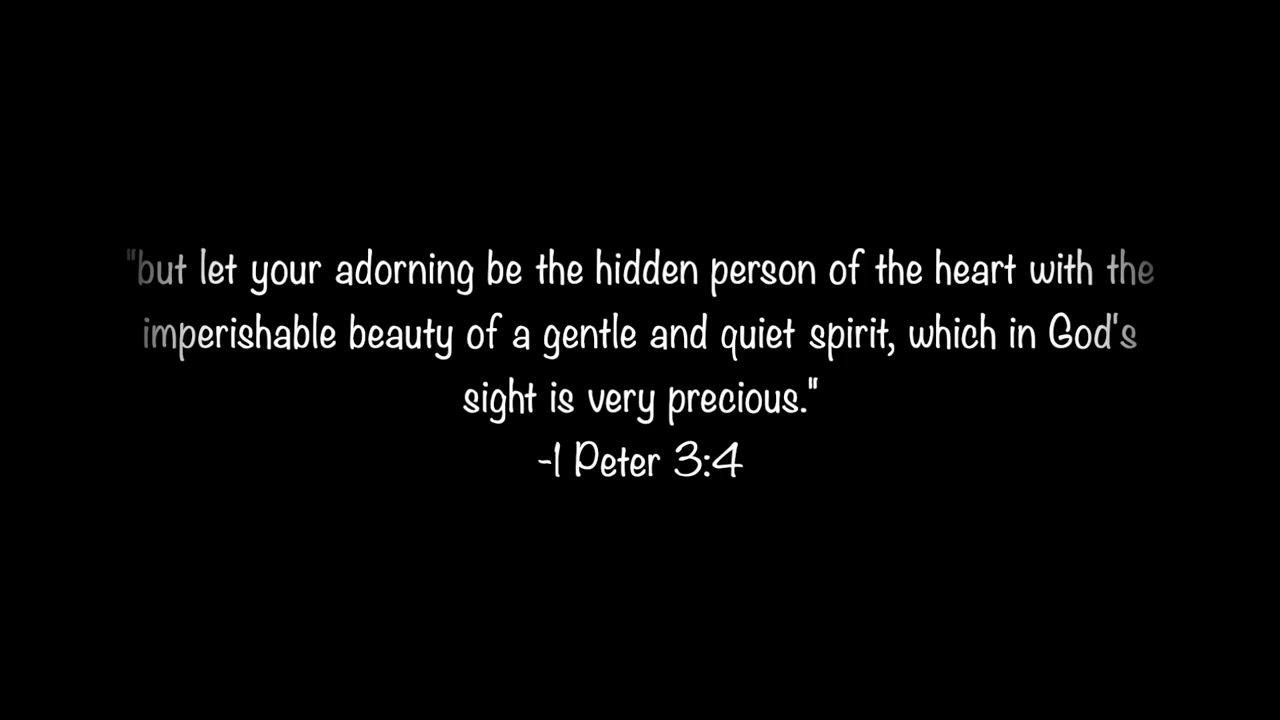 "but let your adorning be the hidden person of the heart with the
imperishable beauty of a gentle and quiet spirit, which in God's
sight is very precious."
-1 Peter 3:4